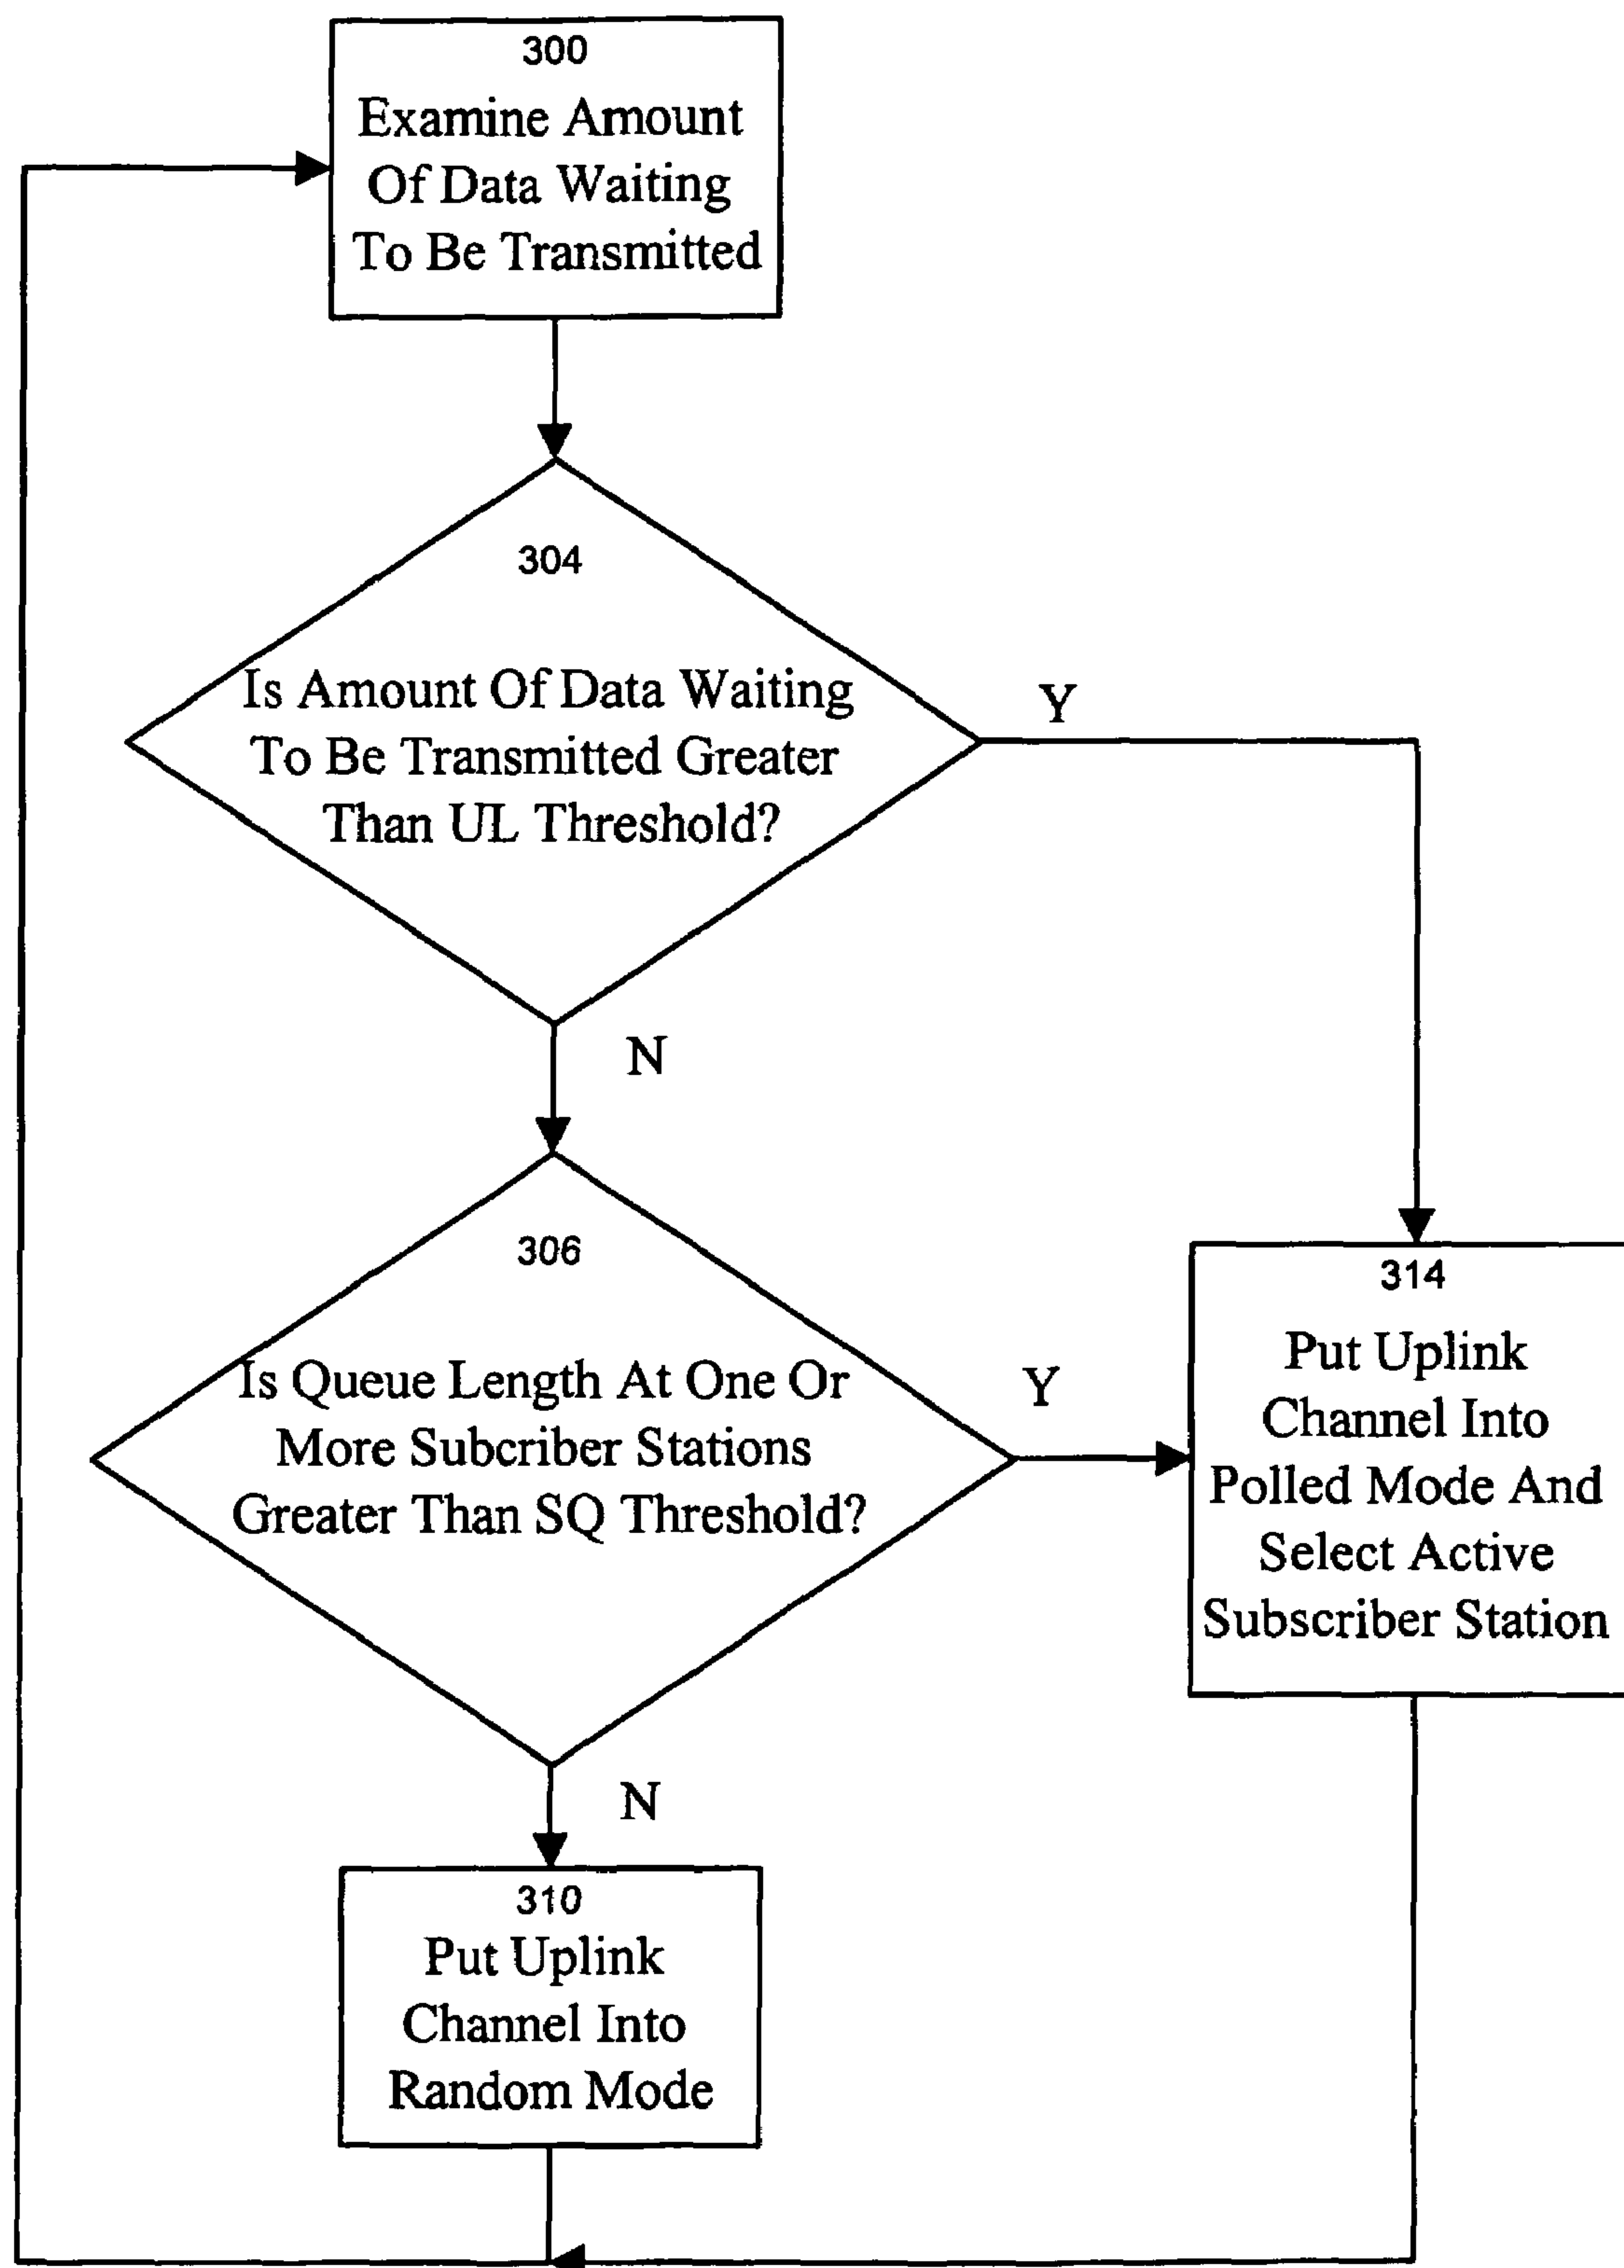 300
Examine Amount
Of Data Waiting
To Be Transmitted
304
Is Amount Of Data Waiting
To Be Transmitted Greater
Than UL Threshold?
Y
N
306
Is Queue Length At One Or
More Subcriber Stations
Greater Than SQ Threshold?
Y
N
314
Put Uplink
Channel Into
Polled Mode And
Select Active
Subscriber Station
310
Put Uplink
Channel Into
Random Mode